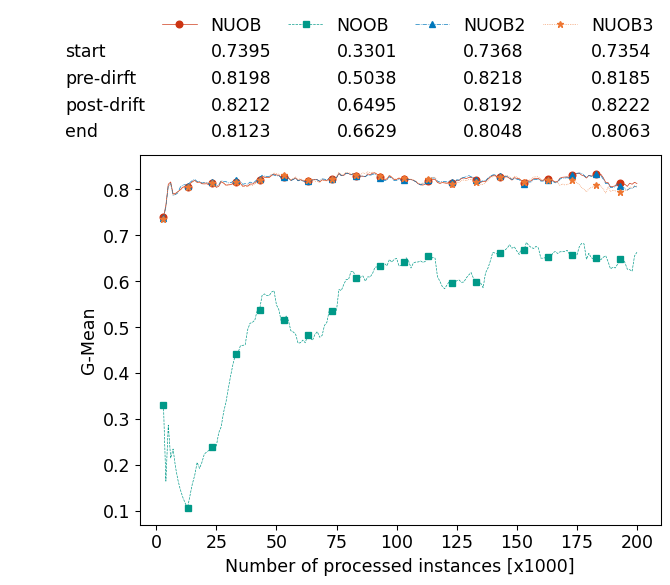 NUOB NOOB NUOB2 NUOB3
start 0.7395 0.3301 0.7368 0.7354
pre-dirft 0.8198 0.5038 0.8218 0.8185
post-drift 0.8212 0.6495 0.8192 0.8222
end 0.8123 0.6629 0.8048 0.8063
0.8
0.7
0.6
0.5
0.4
0.3
0.2
0.1
G-Mean
0 25 50 75 100 125 150 175 200
Number of processed instances [x1000]